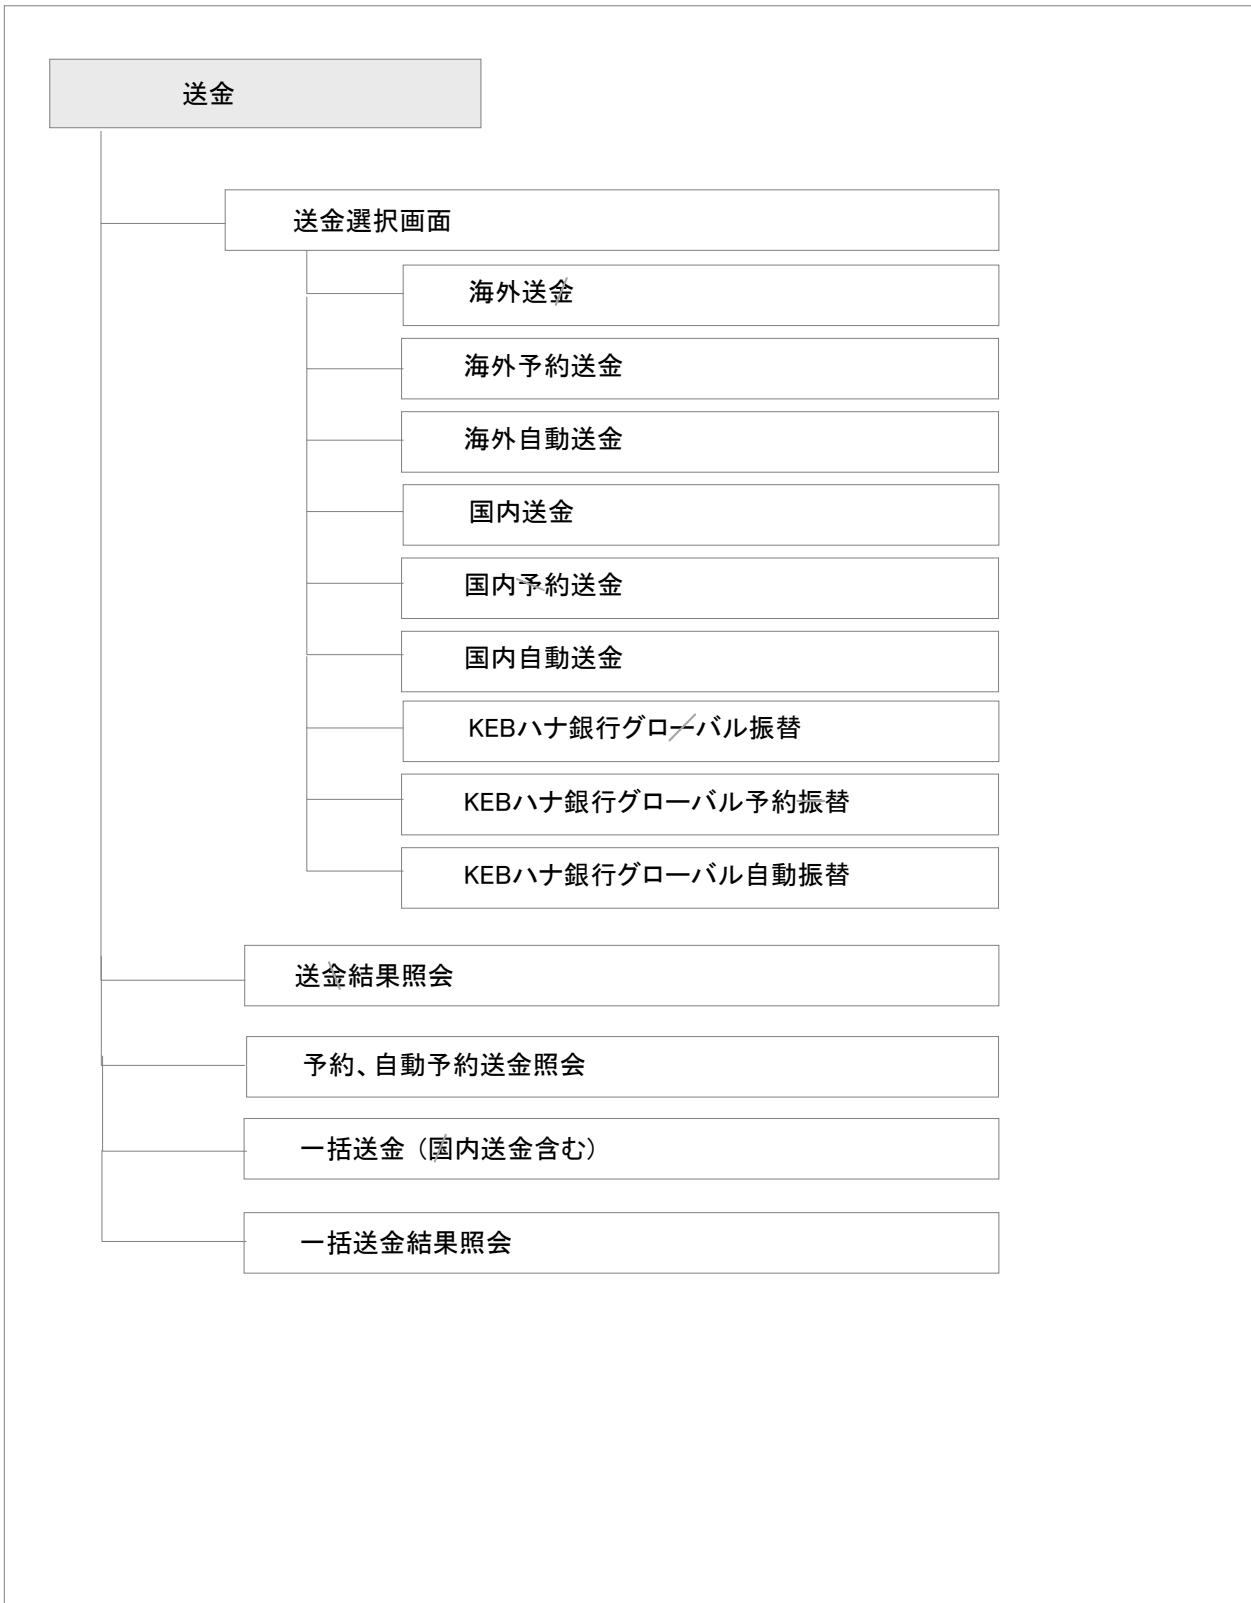 送金
送金選択画面
海外送金
海外予約送金
海外自動送金
国内送金
国内予約送金
国内自動送金
KEBハナ銀行グローバル振替
KEBハナ銀行グローバル予約振替
KEBハナ銀行グローバル自動振替
送金結果照会
予約、自動予約送金照会
一括送金（国内送金含む）
一括送金結果照会